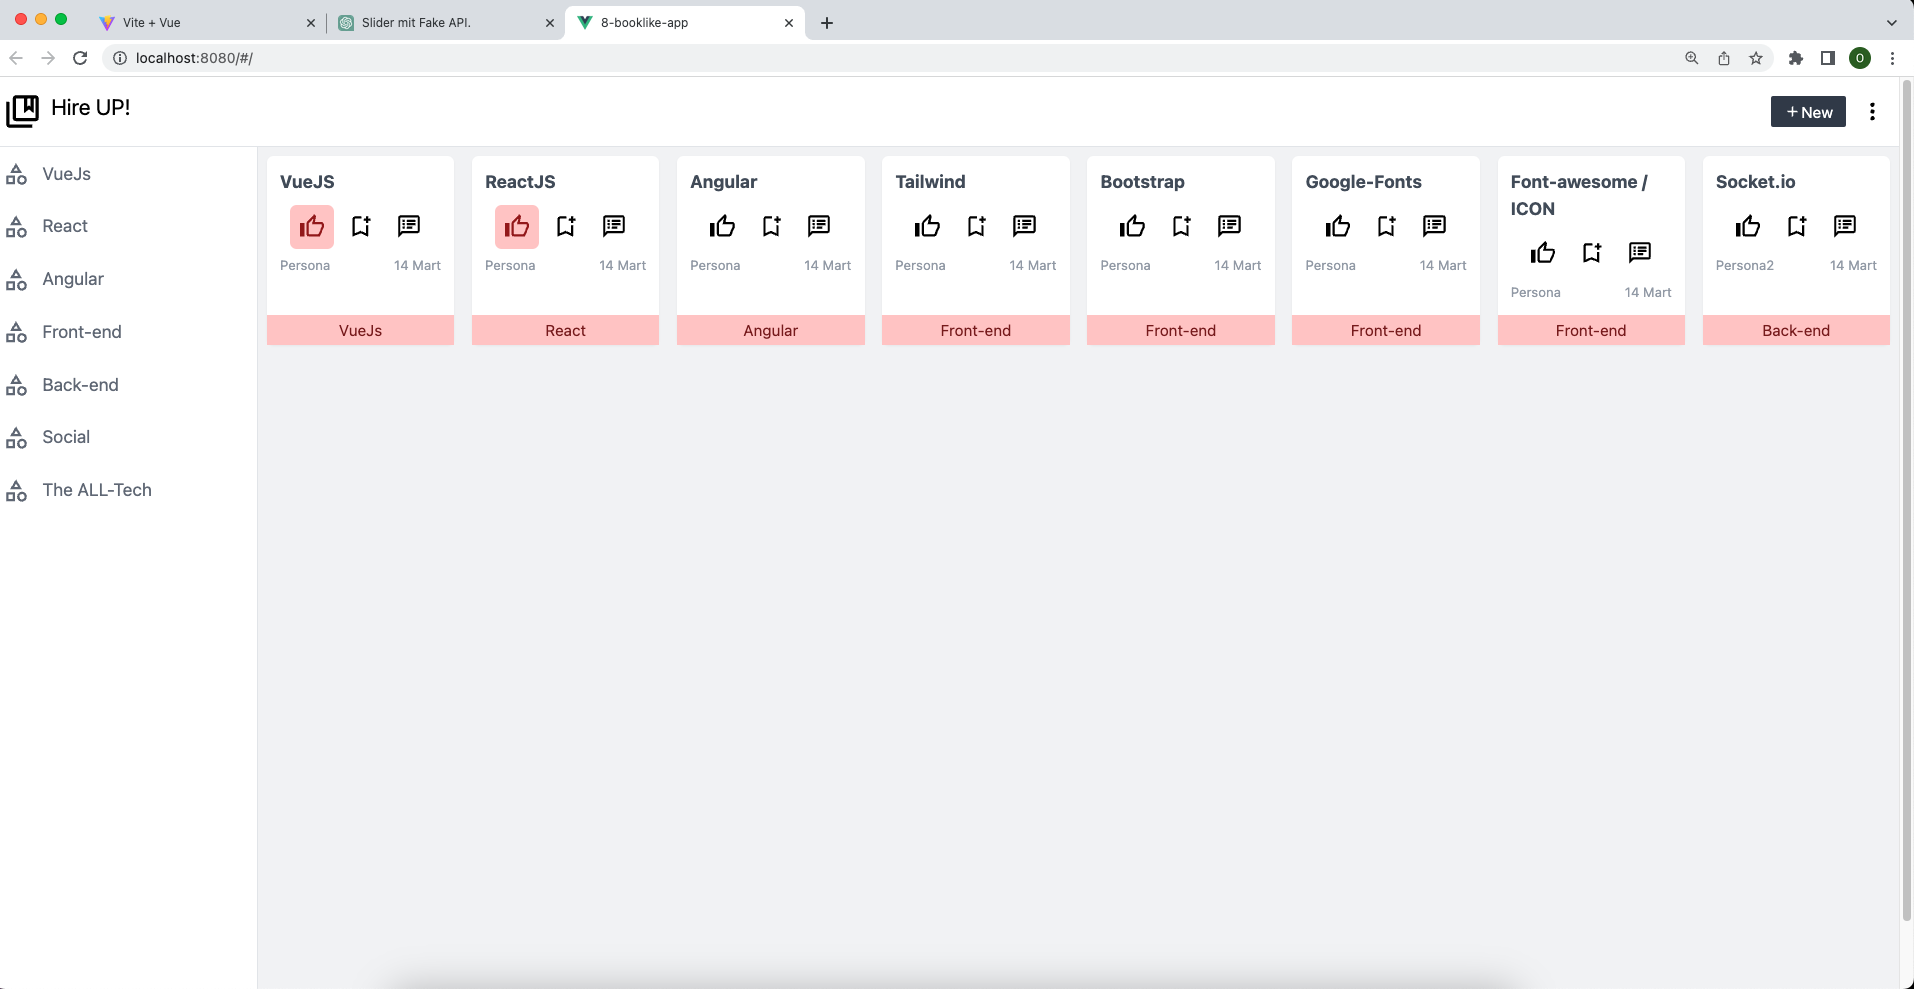 Vite + Vue
Slider mit Fake API.
8-booklike-app
localhost:8080/#/
O
Hire UP!
+ New
VueJs
React
Angular
Front-end
Back-end
Social
The ALL-Tech
VueJS
Persona 14 Mart
VueJs
ReactJS
Persona 14 Mart
React
Angular
Persona 14 Mart
Angular
Tailwind
Persona 14 Mart
Front-end
Bootstrap
Persona 14 Mart
Front-end
Google-Fonts
Persona 14 Mart
Front-end
Font-awesome /
ICON
Persona 14 Mart
Front-end
Socket.io
Persona2 14 Mart
Back-end